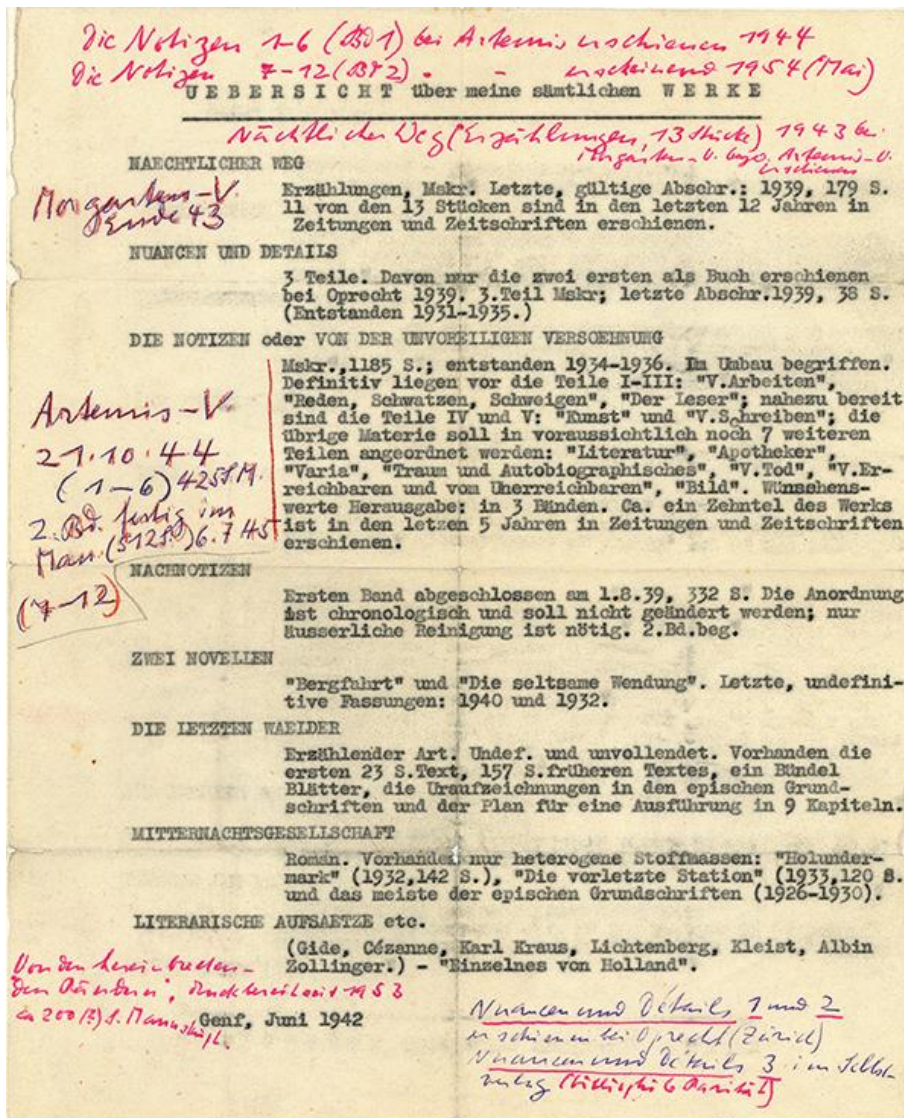 Die Notizen 1-6 (Bd 1) bei Artemis erschienen 1944
Die Notizen 7-12 (Bd 2) " - erscheinend 1954 (Mai)
UEBERSICHT über meine sämtlichen WERKE
Nächtlicher Weg (Erzählungen, 13 Stücke) 1943 bei
Morgarten-V. bezw. Artemis-V.
erschienen
NAECHTLICHER WEG
Morgarten-V.
Ende 43
Erzählungen, Mskr. Letzte, gültige Abschr.: 1939, 179 S.
11 von den 13 Stücken sind in den letzten 12 Jahren in
Zeitungen und Zeitschriften erschienen.
NUANCEN UND DETAILS
3 Teile. Davon nur die zwei ersten als Buch erschienen
bei Oprecht 1939. 3.Teil Mskr; letzte Abschr.1939, 38 S.
(Entstanden 1931-1935.)
DIE NOTIZEN oder VON DER UNVOREILIGEN VERSOEHNUNG
Mskr.,1185 S.; entstanden 1934-1936. Im Umbau begriffen.
Definitiv liegen vor die Teile I-III: "V.Arbeiten",
"Reden, Schwatzen, Schweigen", "Der Leser"; nahezu bereit
sind die Teile IV und V: "Kunst" und "V.Schreiben"; die
übrige Materie soll in voraussichtlich noch 7 weiteren
Teilen angeordnet werden: "Literatur", "Apotheker",
"Varia", "Traum und Autobiographisches", "V.Tod", "V.Er-
reichbaren und vom Unerreichbaren", "Bild". Wünschens-
werte Herausgabe: in 3 Bänden. Ca. ein Zehntel des Werks
ist in den letzen 5 Jahren in Zeitungen und Zeitschriften
erschienen.
Artemis-V.
21.10.44
(1-6) 425 S.M.
2. Bd. fertig im
Man. (512S.) 6.7.45
(7-12)
NACHNOTIZEN
Ersten Band abgeschlossen am 1.8.39, 332 S. Die Anordnung
ist chronologisch und soll nicht geändert werden; nur
äusserliche Reinigung ist nötig. 2.Bd.beg.
ZWEI NOVELLEN
"Bergfahrt" und "Die seltsame Wendung". Letzte, undefini-
tive Fassungen: 1940 und 1932.
DIE LETZTEN WAELDER
Erzählender Art. Undef. und unvollendet. Vorhanden die
ersten 23 S.Text, 157 S.früheren Textes, ein Bündel
Blätter, die Uraufzeichnungen in den epischen Grund-
schriften und der Plan für eine Ausführung in 9 Kapiteln.
MITTERNACHTSGESELLSCHAFT
Roman. Vorhanden nur heterogene Stoffmassen: "Holunder-
mark" (1932,142 S.), "Die vorletzte Station" (1933,120 S.
und das meiste der epischen Grundschriften (1926-1930).
LITERARISCHE AUFSAETZE etc.
(Gide, Cézanne, Karl Kraus, Lichtenberg, Kleist, Albin
Zollinger.) - "Einzelnes von Holland".
Von den hereinbrechen-
den Rändern", druckbereit seit 1953
ca 200 S. Manuskript.
Genf, Juni 1942
Nuancen und Détails 1 und 2
erschienen bei Oprecht (Zürich)
Nuancen und Détails 3 im Selbst-
verlag